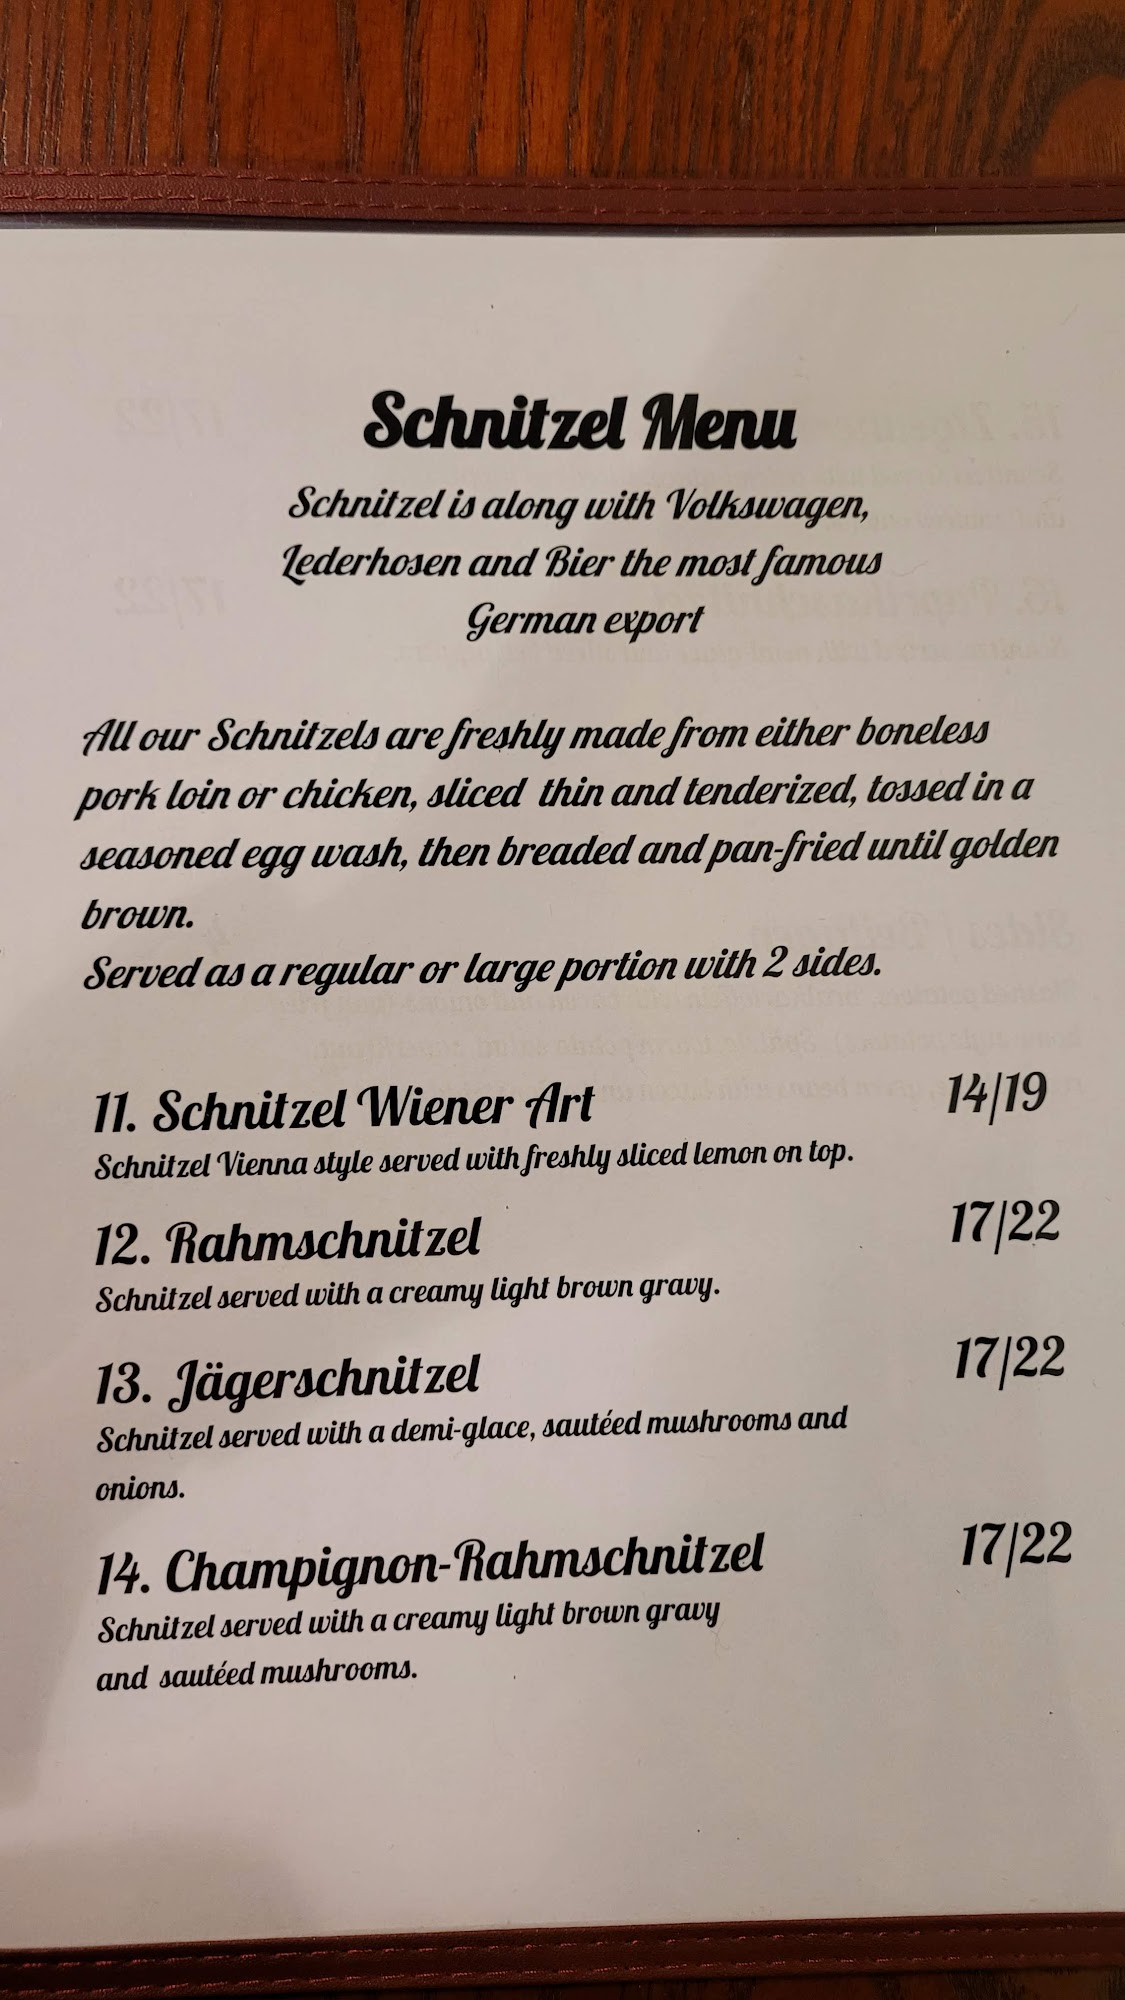 Schnitzel Menu
Schnitzel is along with Volkswagen,
Lederhosen and Bier the most famous
German export
All our Schnitzels are freshly made from either boneless
pork loin or chicken, sliced thin and tenderized, tossed in a
seasoned egg wash, then breaded and pan-fried until golden
brown.
Served as a regular or large portion with 2 sides.
11. Schnitzel Wiener Art 14/19
Schnitzel Vienna style served with freshly sliced lemon on top.
12. Rahmschnitzel 17/22
Schnitzel served with a creamy light brown gravy.
13. Jägerschnitzel 17/22
Schnitzel served with a demi-glace, sautéed mushrooms and
onions.
14. Champignon-Rahmschnitzel 17/22
Schnitzel served with a creamy light brown gravy
and sautéed mushrooms.